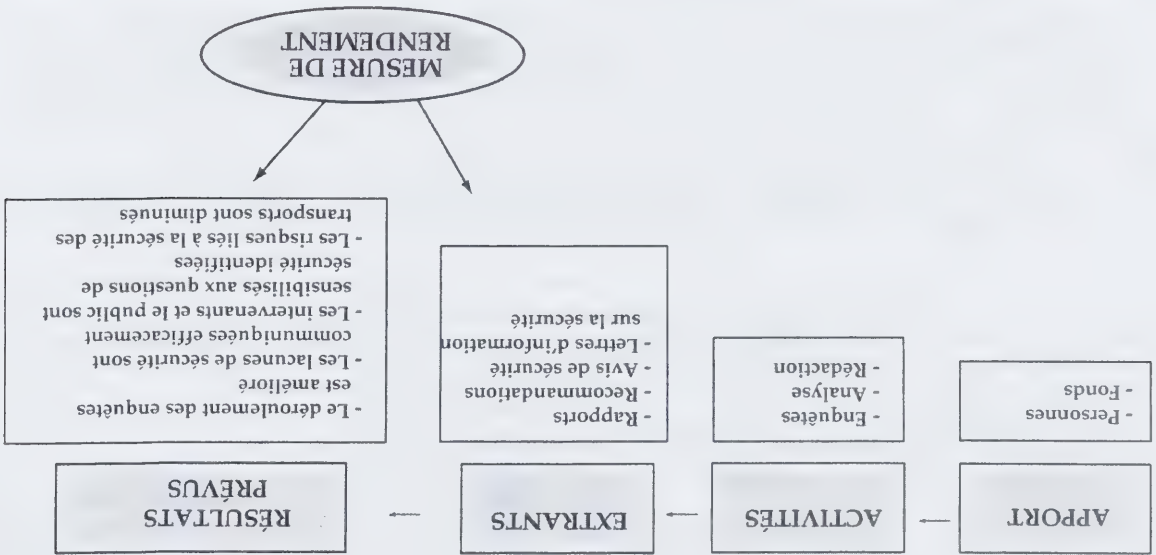 APPORT
ACTIVITÉS
EXTRANTS
RÉSULTATS
PRÉVUS
- Personnes
- Fonds
- Enquêtes
- Analyse
- Rédaction
- Rapports
- Recommandations
- Avis de sécurité
- Lettres d'information
sur la sécurité
- Le déroulement des enquêtes
est amélioré
- Les lacunes de sécurité sont
communiquées efficacement
- Les intervenants et le public sont
sensibilisés aux questions de
sécurité identifiées
- Les risques liés à la sécurité des
transports sont diminués
MESURE DE
RENDEMENT